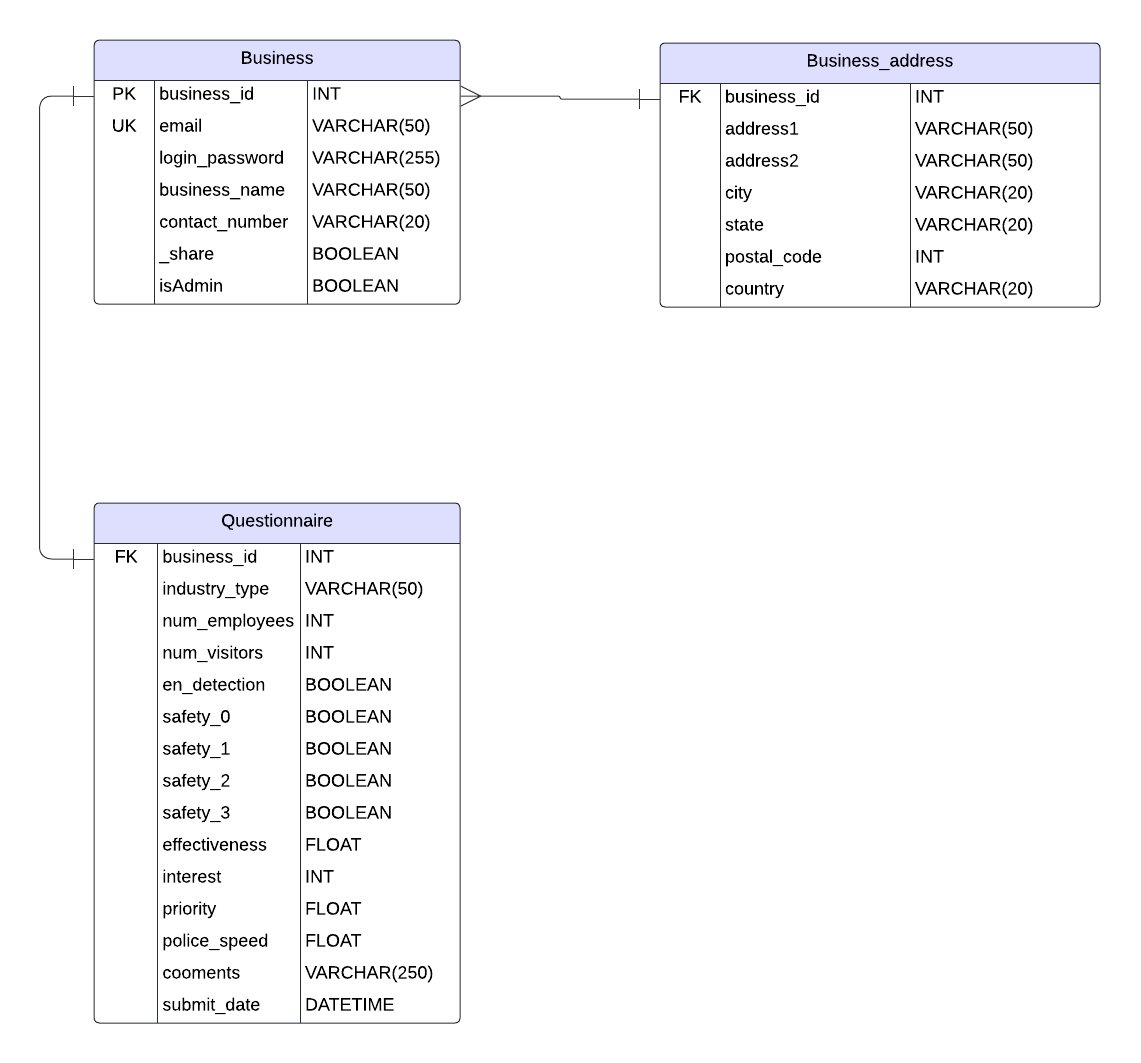 Business
PK business_id INT
UK email VARCHAR(50)
login_password VARCHAR(255)
business_name VARCHAR(50)
contact_number VARCHAR(20)
_share BOOLEAN
isAdmin BOOLEAN
Business_address
FK business_id INT
address1 VARCHAR(50)
address2 VARCHAR(50)
city VARCHAR(20)
state VARCHAR(20)
postal_code INT
country VARCHAR(20)
Questionnaire
FK business_id INT
industry_type VARCHAR(50)
num_employees INT
num_visitors INT
en_detection BOOLEAN
safety_0 BOOLEAN
safety_1 BOOLEAN
safety_2 BOOLEAN
safety_3 BOOLEAN
effectiveness FLOAT
interest INT
priority FLOAT
police_speed FLOAT
cooments VARCHAR(250)
submit_date DATETIME